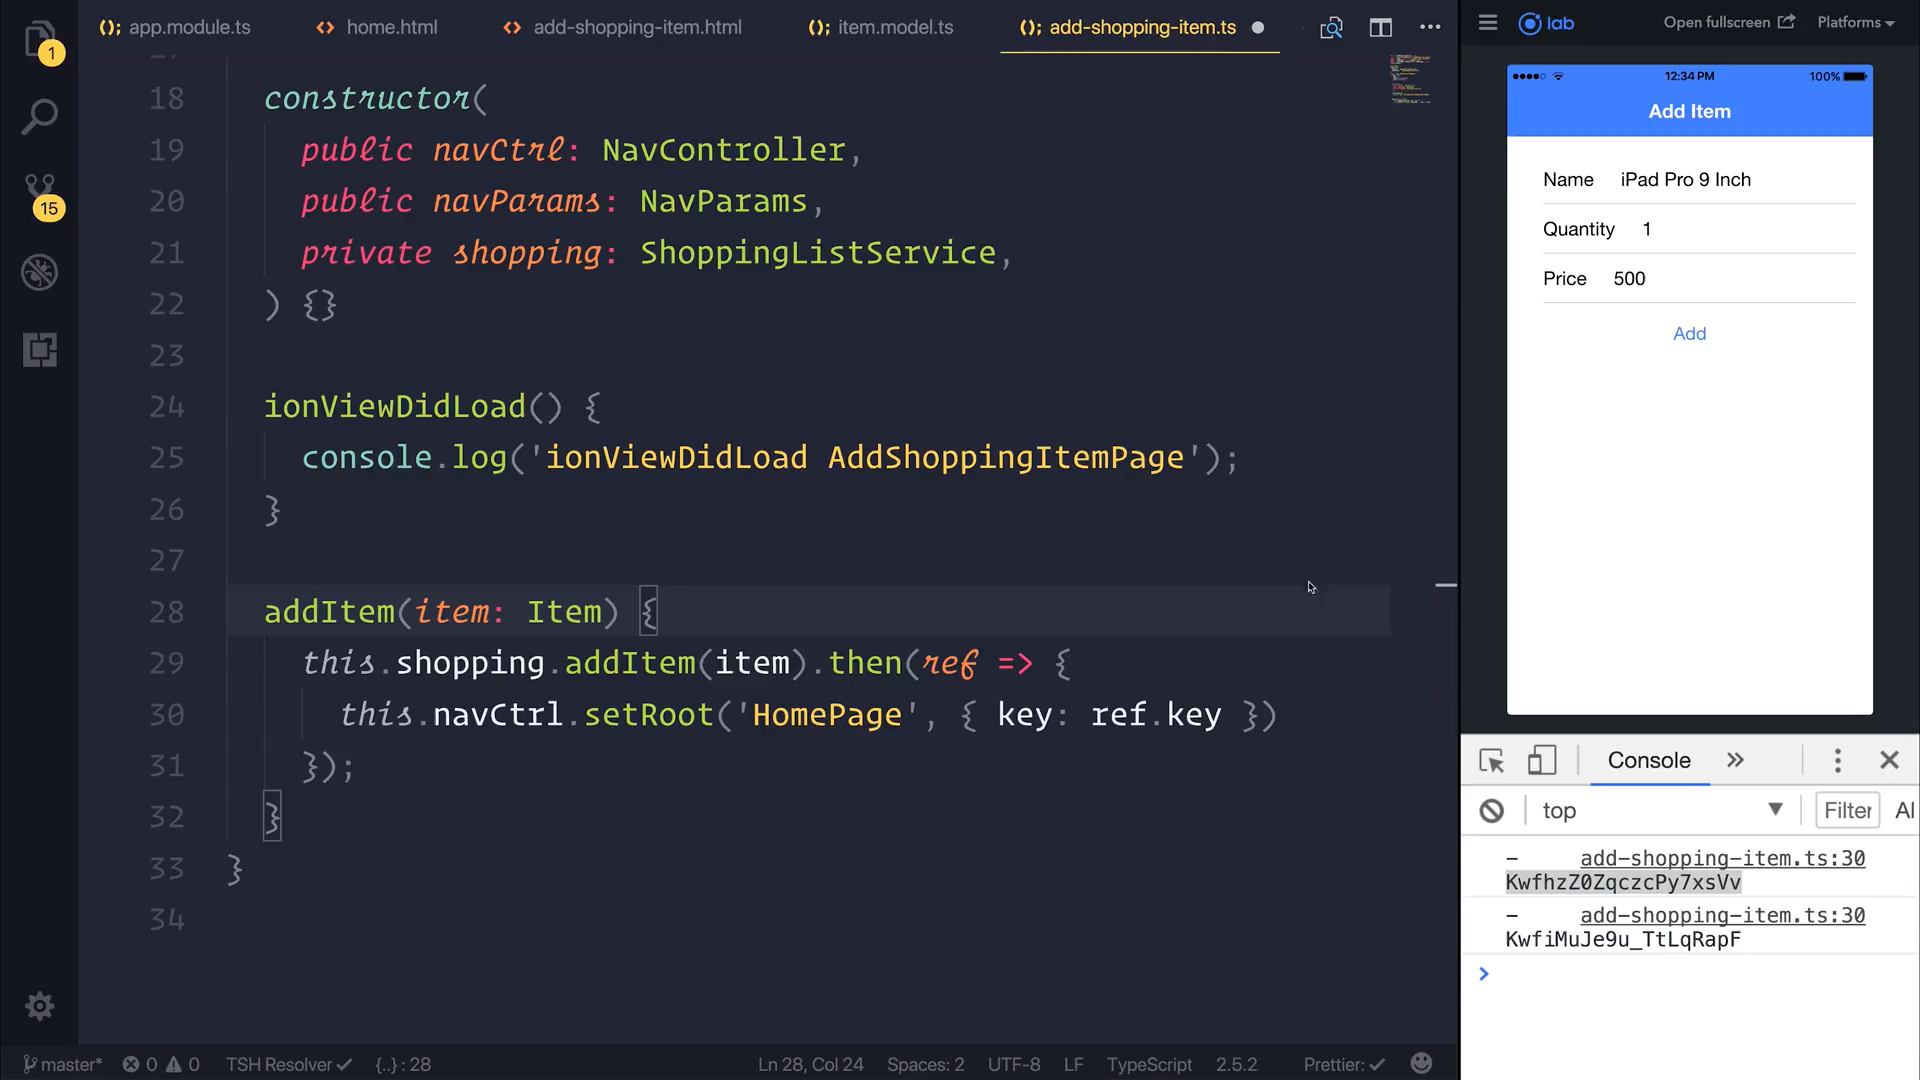 1
15
(); app.module.ts
<> home.html
<> add-shopping-item.html
(); item.model.ts
(); add-shopping-item.ts
18 constructor(
19 public navCtrl: NavController,
20 public navParams: NavParams,
21 private shopping: ShoppingListService,
22 ) {}
23
24 ionViewDidLoad() {
25 console.log('ionViewDidLoad AddShoppingItemPage');
26 }
27
28 addItem(item: Item) {
29 this.shopping.addItem(item).then(ref => {
30 this.navCtrl.setRoot('HomePage', { key: ref.key })
31 });
32 }
33 }
34
master* 0 0 TSH Resolver ✓ {..} : 28
Ln 28, Col 24 Spaces: 2 UTF-8 LF TypeScript 2.5.2 Prettier: ✓
lab
Open fullscreen
Platforms
12:34 PM
100%
Add Item
Name iPad Pro 9 Inch
Quantity 1
Price 500
Add
Console »
top
Filter
Al
- add-shopping-item.ts:30
KwfhzZ0ZqczcPy7xsVv
- add-shopping-item.ts:30
KwfiMuJe9u_TtLqRapF
>